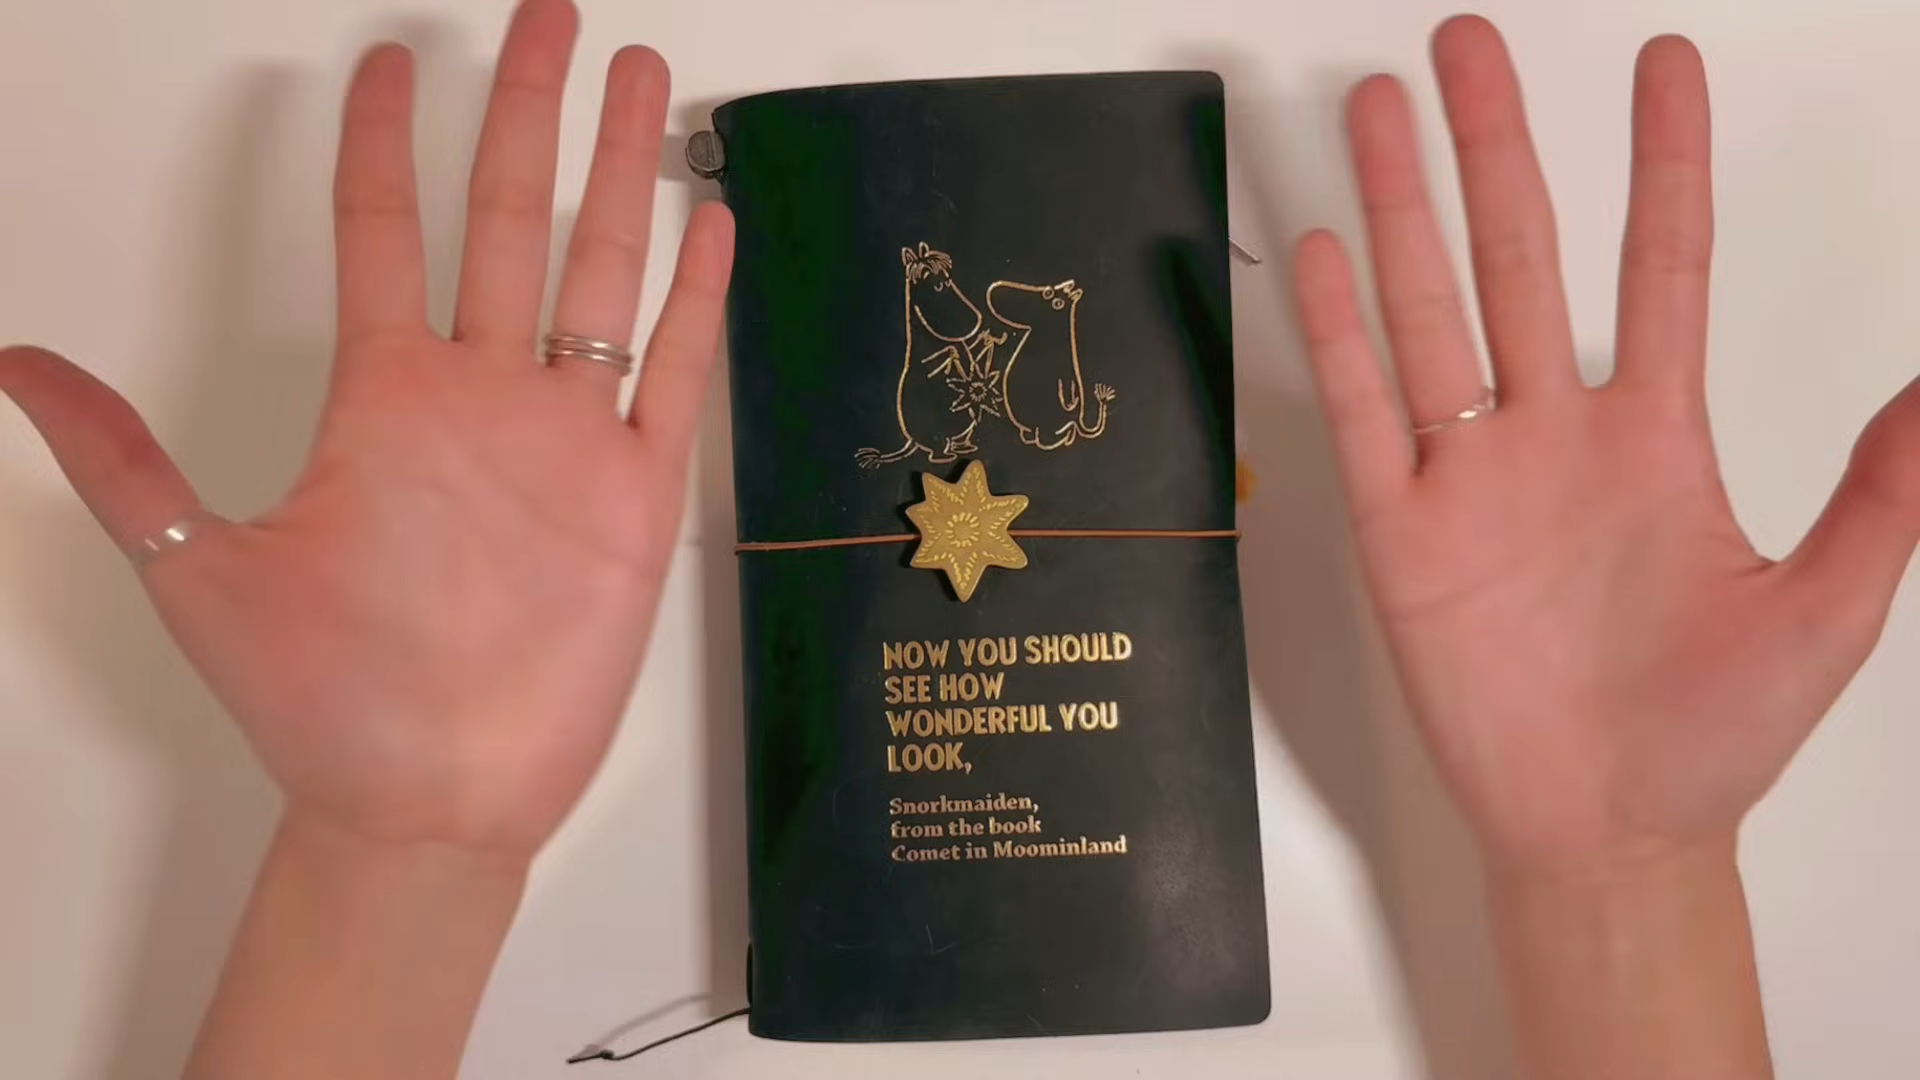 NOW YOU SHOULD
SEE HOW
WONDERFUL YOU
LOOK,
Snorkmaiden,
from the book
Comet in Moominland